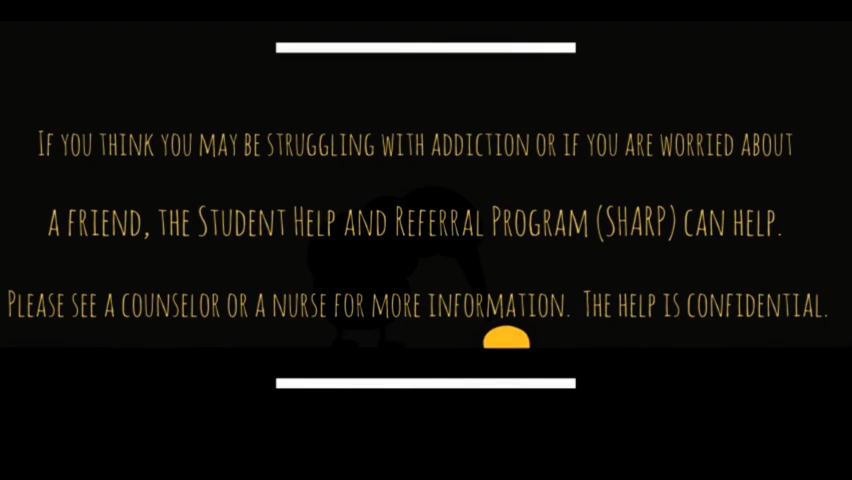 If you think you may be struggling with addiction or if you are worried about
a friend, the Student Help and Referral Program (SHARP) can help.
Please see a counselor or a nurse for more information. The help is confidential.